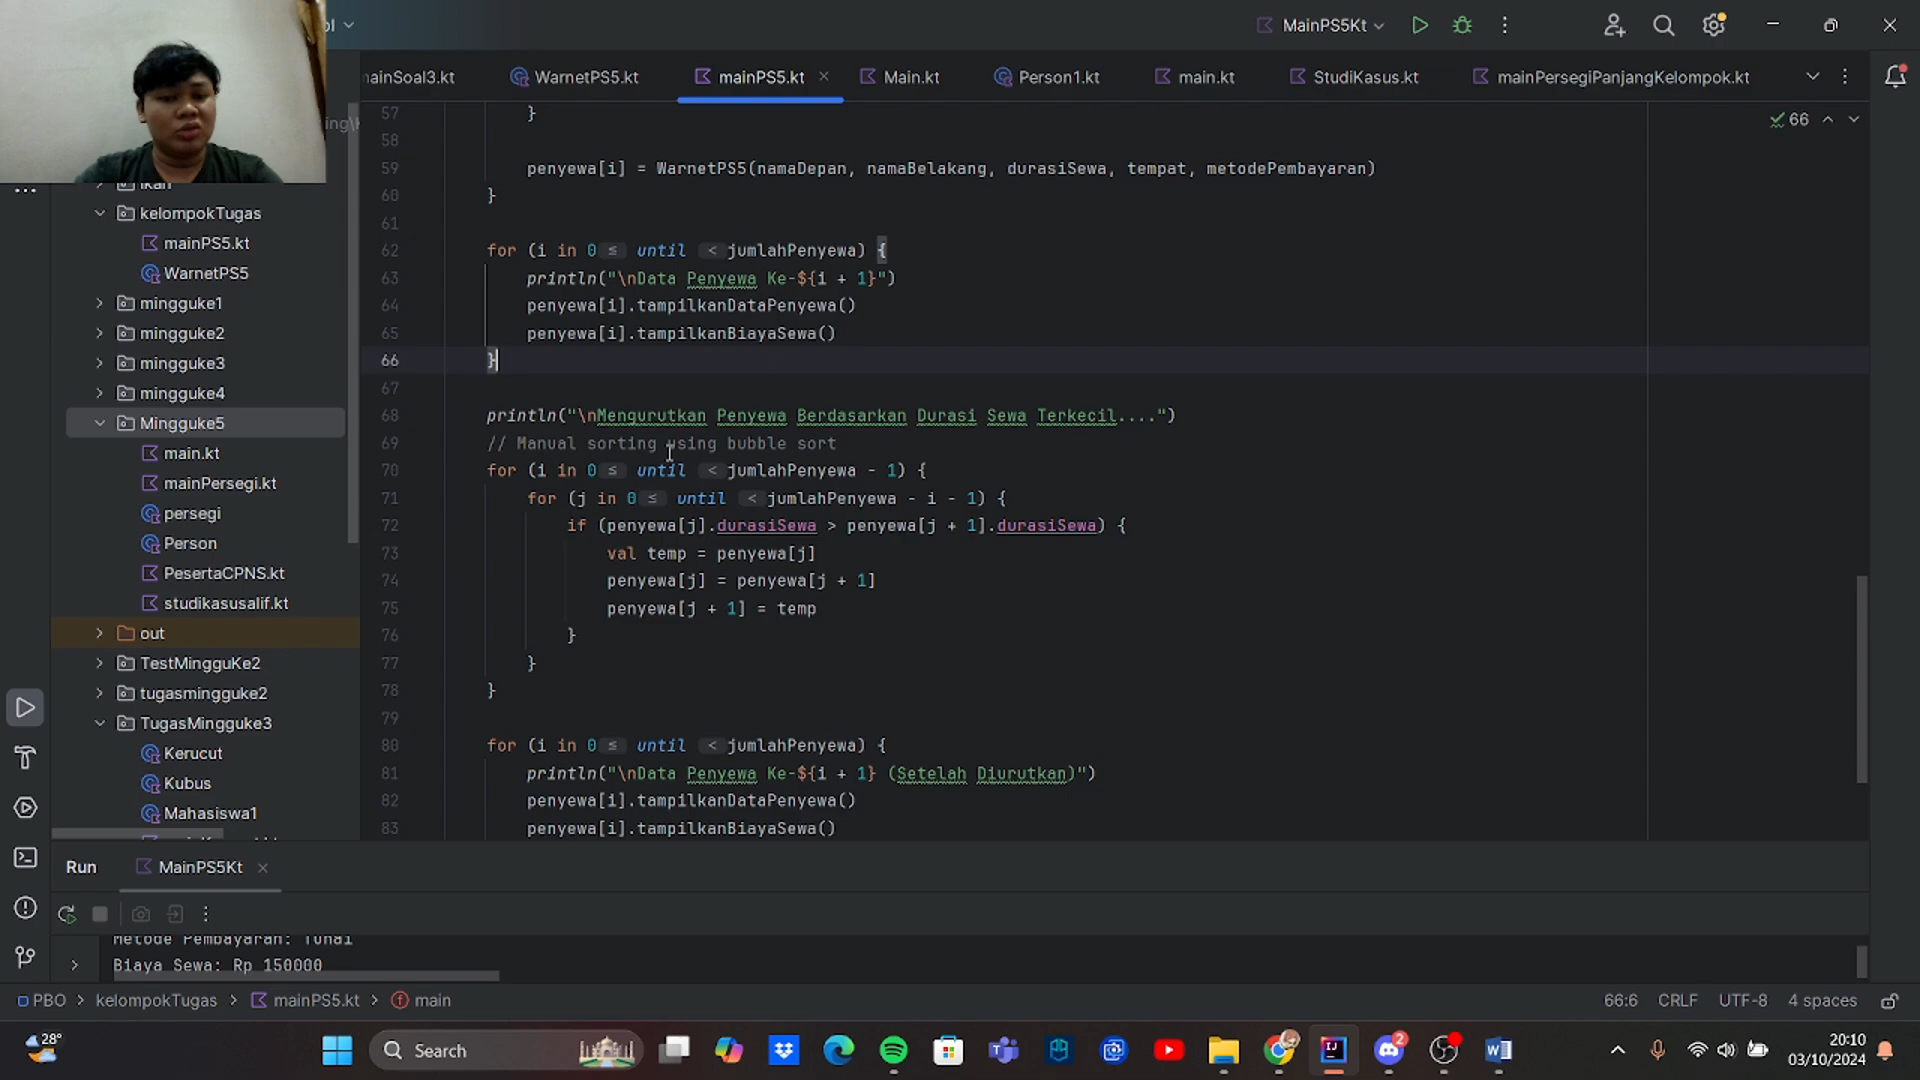 ol
MainPS5Kt
ainSoal3.kt
WarnetPS5.kt
mainPS5.kt
Main.kt
Person1.kt
main.kt
StudiKasus.kt
mainPersegiPanjangKelompok.kt
66
ikan
kelompokTugas
mainPS5.kt
WarnetPS5
mingguke1
mingguke2
mingguke3
mingguke4
Mingguke5
main.kt
mainPersegi.kt
persegi
Person
PesertaCPNS.kt
studikasusalif.kt
out
TestMingguKe2
tugasmingguke2
TugasMingguke3
Kerucut
Kubus
Mahasiswa1
57 }
58
59 penyewa[i] = WarnetPS5(namaDepan, namaBelakang, durasiSewa, tempat, metodePembayaran)
60 }
61
62 for (i in 0 ≤ until < jumlahPenyewa) {
63 println("\nData Penyewa Ke-${i + 1}")
64 penyewa[i].tampilkanDataPenyewa()
65 penyewa[i].tampilkanBiayaSewa()
66 }
67
68 println("\nMengurutkan Penyewa Berdasarkan Durasi Sewa Terkecil....")
69 // Manual sorting using bubble sort
70 for (i in 0 ≤ until < jumlahPenyewa - 1) {
71 for (j in 0 ≤ until < jumlahPenyewa - i - 1) {
72 if (penyewa[j].durasiSewa > penyewa[j + 1].durasiSewa) {
73 val temp = penyewa[j]
74 penyewa[j] = penyewa[j + 1]
75 penyewa[j + 1] = temp
76 }
77 }
78 }
79
80 for (i in 0 ≤ until < jumlahPenyewa) {
81 println("\nData Penyewa Ke-${i + 1} (Setelah Diurutkan)")
82 penyewa[i].tampilkanDataPenyewa()
83 penyewa[i].tampilkanBiayaSewa()
Run
MainPS5Kt
Metode Pembayaran: Tunai
Biaya Sewa: Rp 150000
PBO > kelompokTugas > mainPS5.kt > main
66:6 CRLF UTF-8 4 spaces
28°
Search
2
20:10
03/10/2024